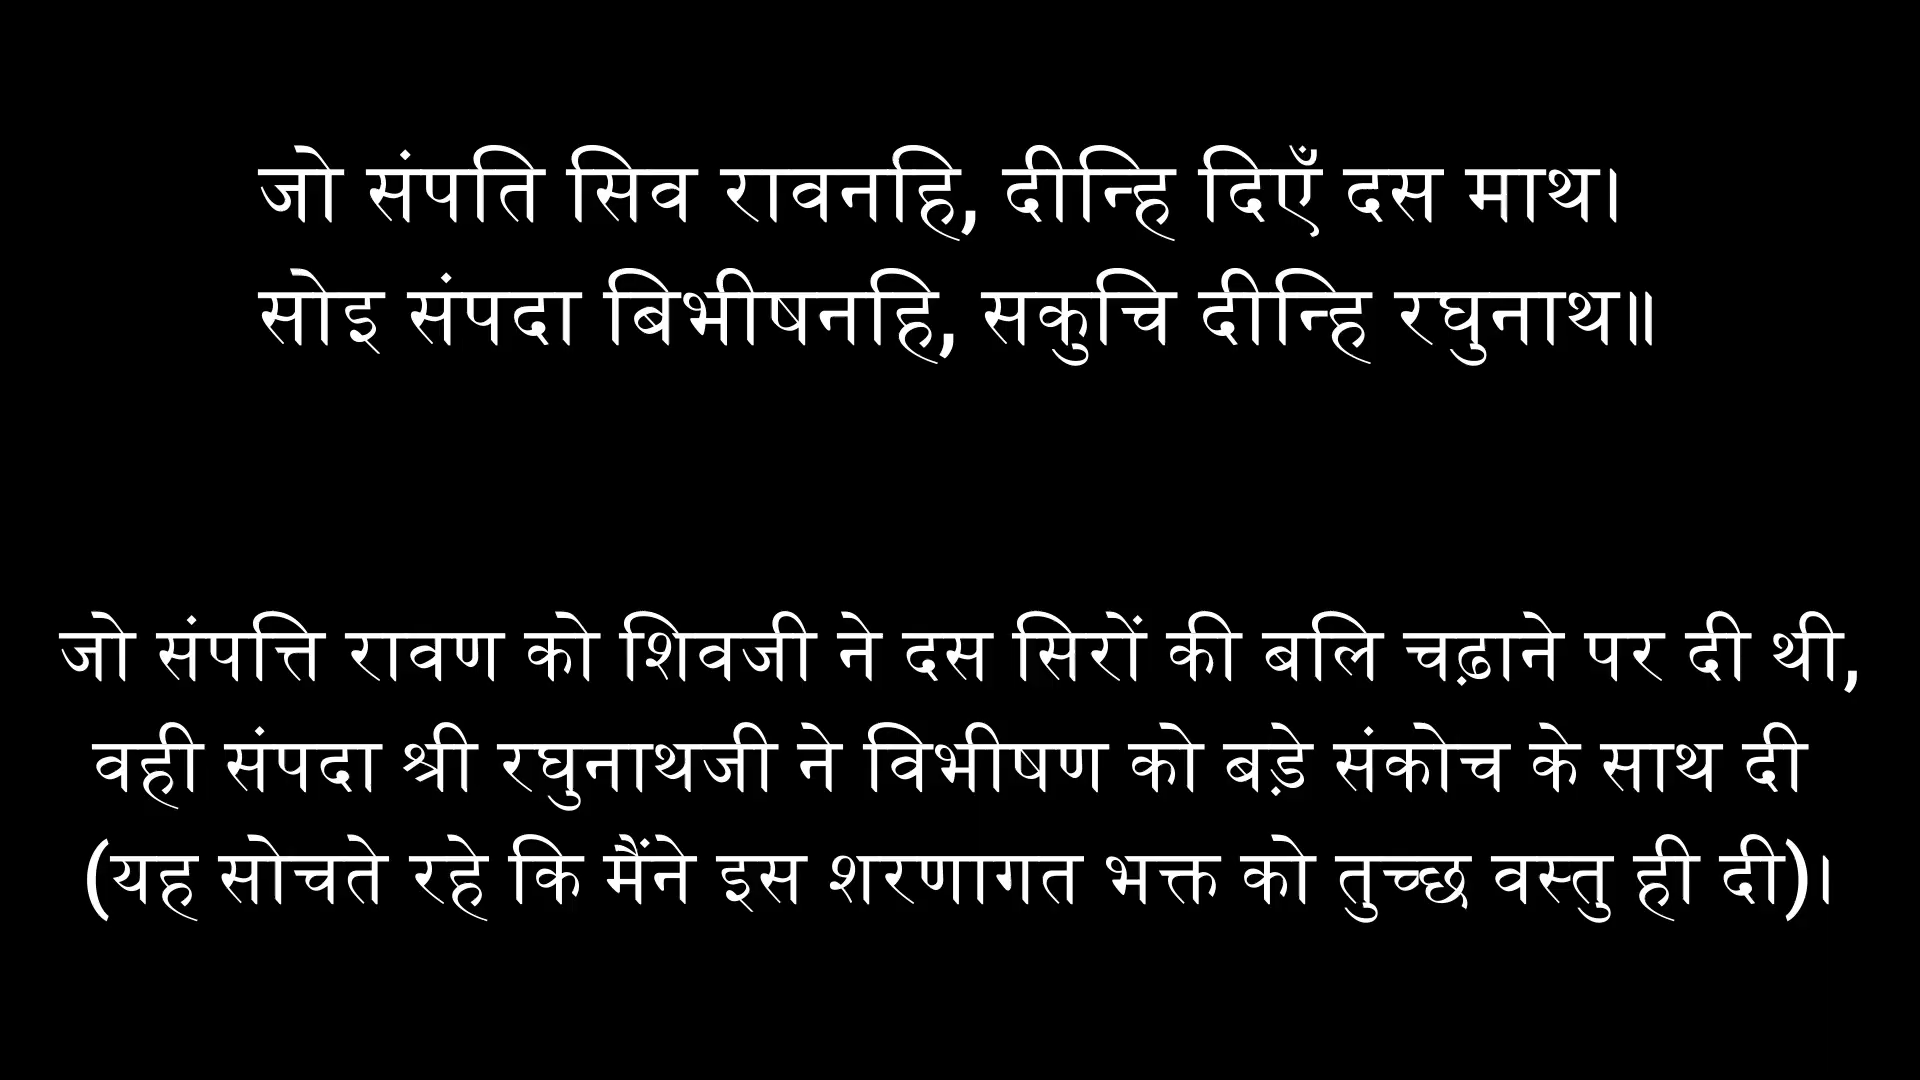 जो संपति सिव रावनहि, दीन्हि दिएँ दस माथ।
सोइ संपदा बिभीषनहि, सकुचि दीन्हि रघुनाथ॥
जो संपत्ति रावण को शिवजी ने दस सिरों की बलि चढ़ाने पर दी थी,
वही संपदा श्री रघुनाथजी ने विभीषण को बड़े संकोच के साथ दी
(यह सोचते रहे कि मैंने इस शरणागत भक्त को तुच्छ वस्तु ही दी)।